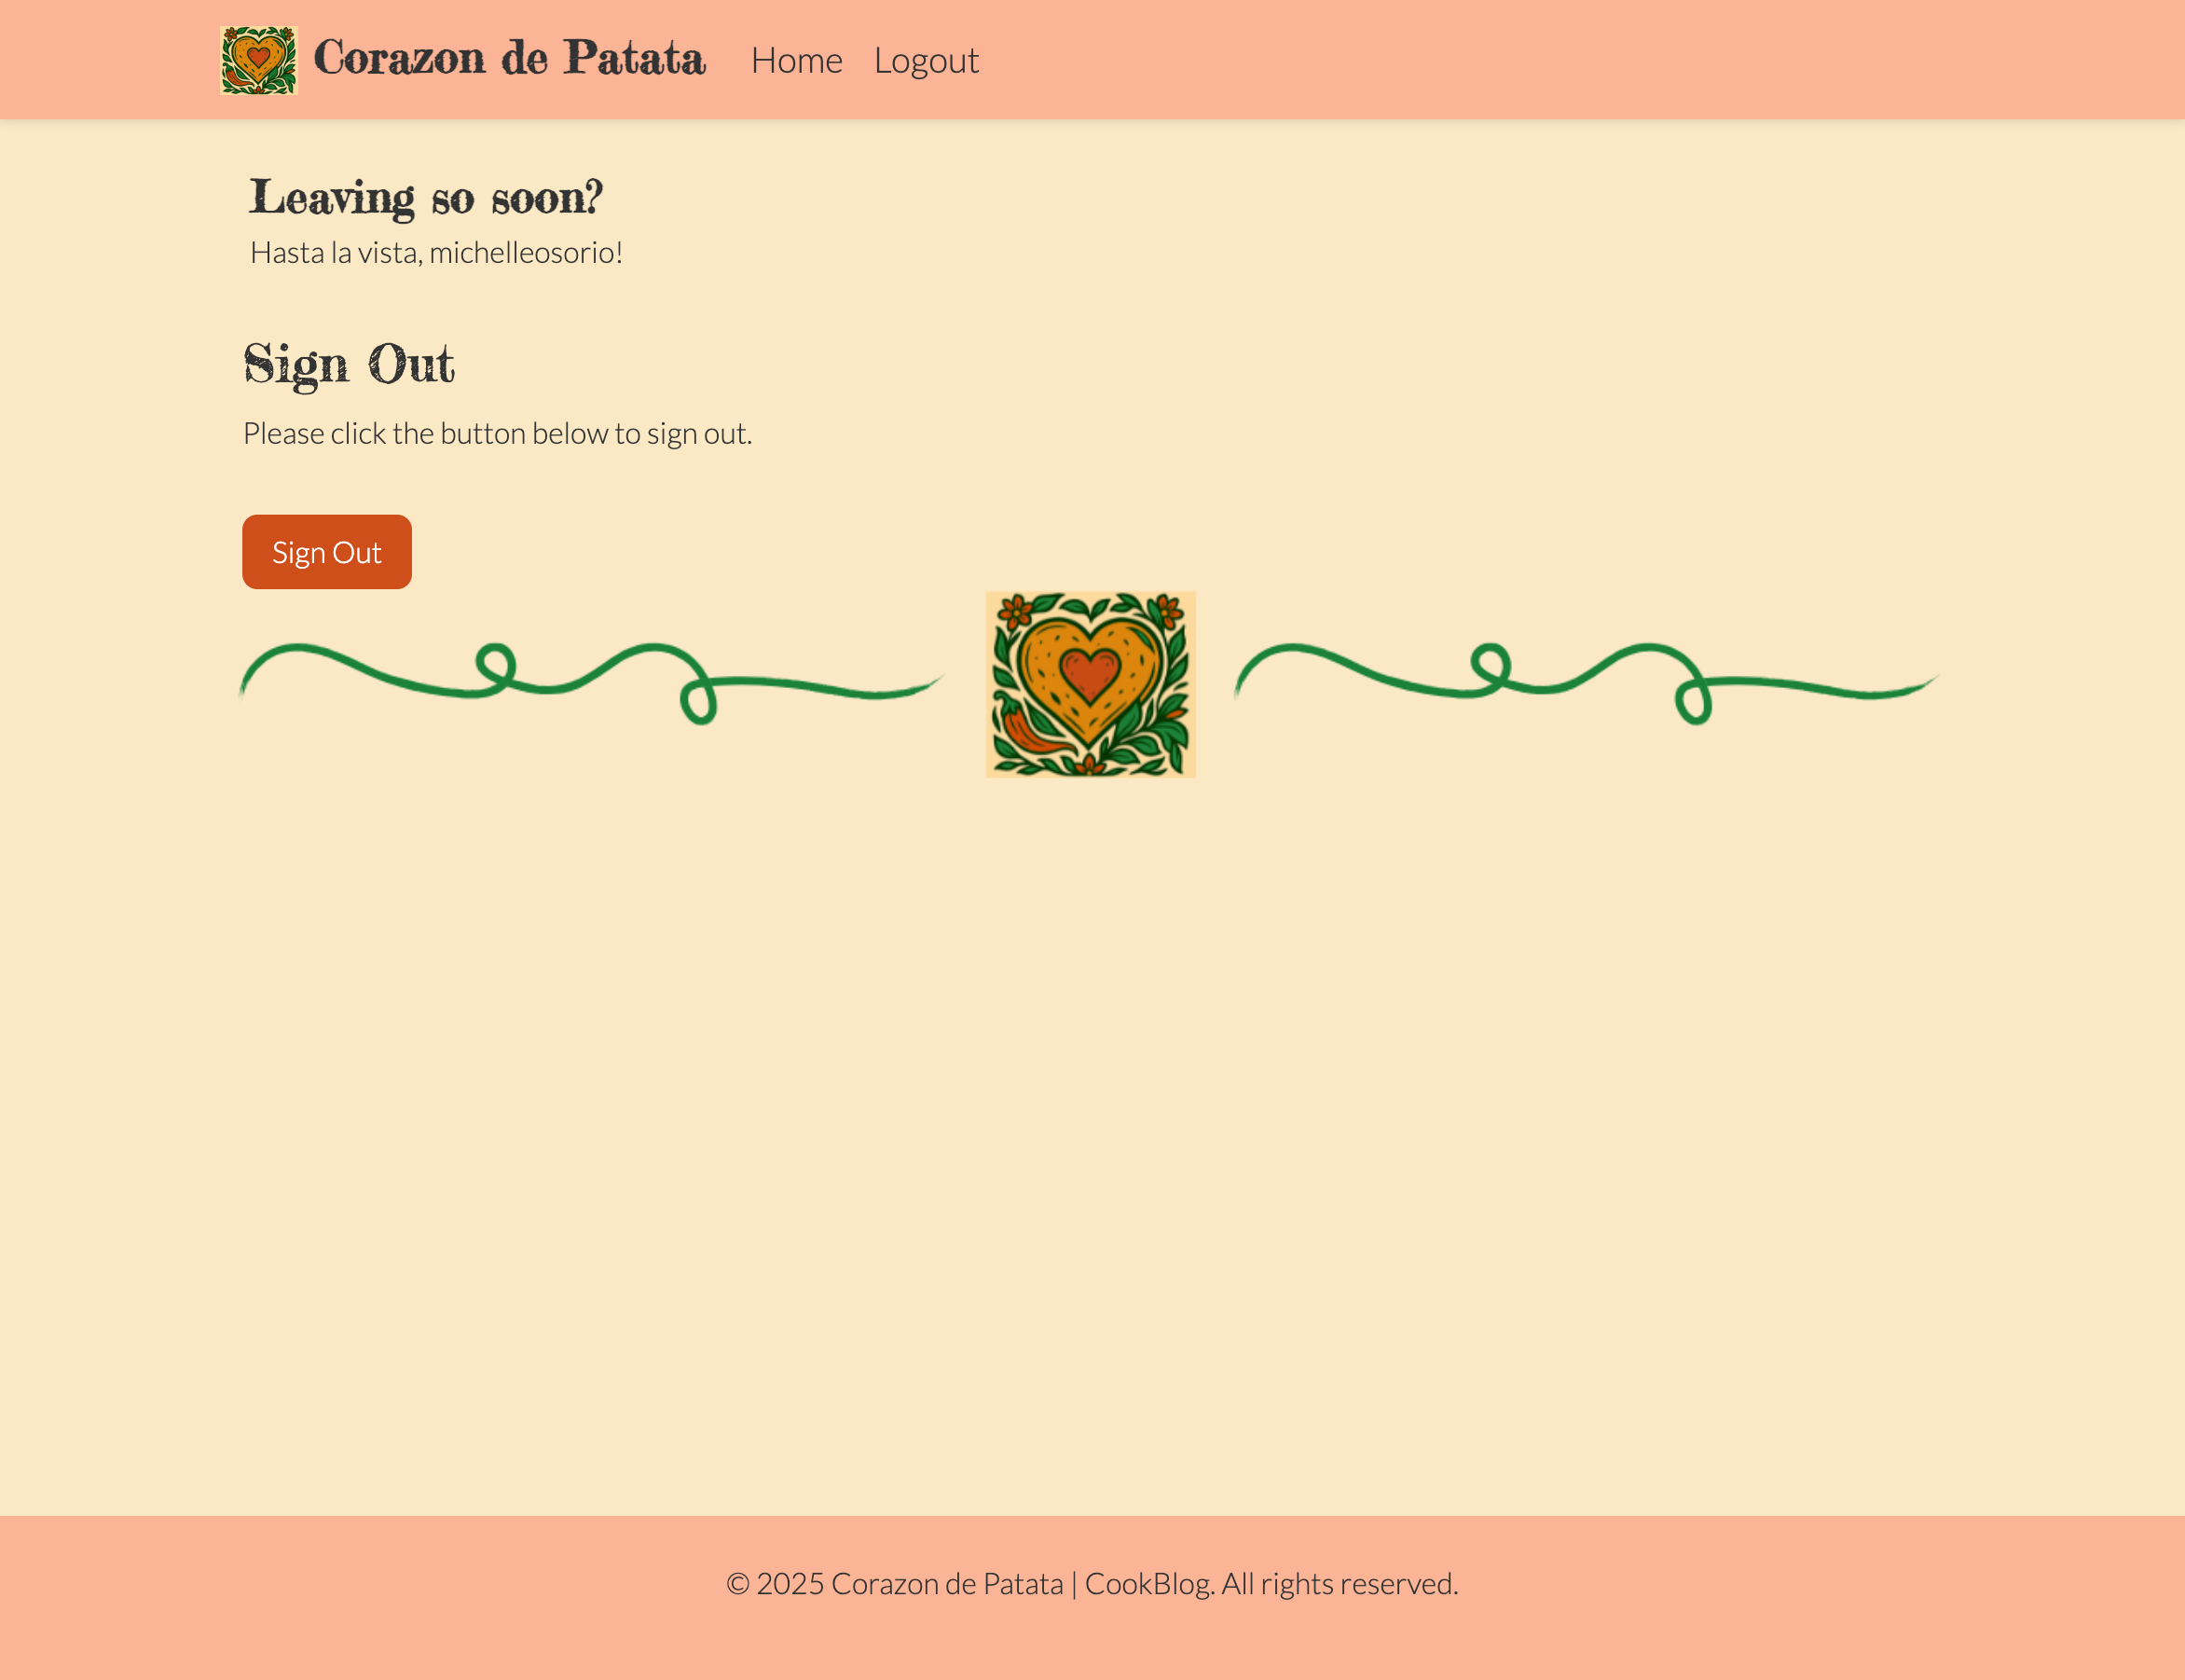 Corazon de Patata Home Logout
Leaving so soon?
Hasta la vista, michelleosorio!
Sign Out
Please click the button below to sign out.
Sign Out
© 2025 Corazon de Patata | CookBlog. All rights reserved.